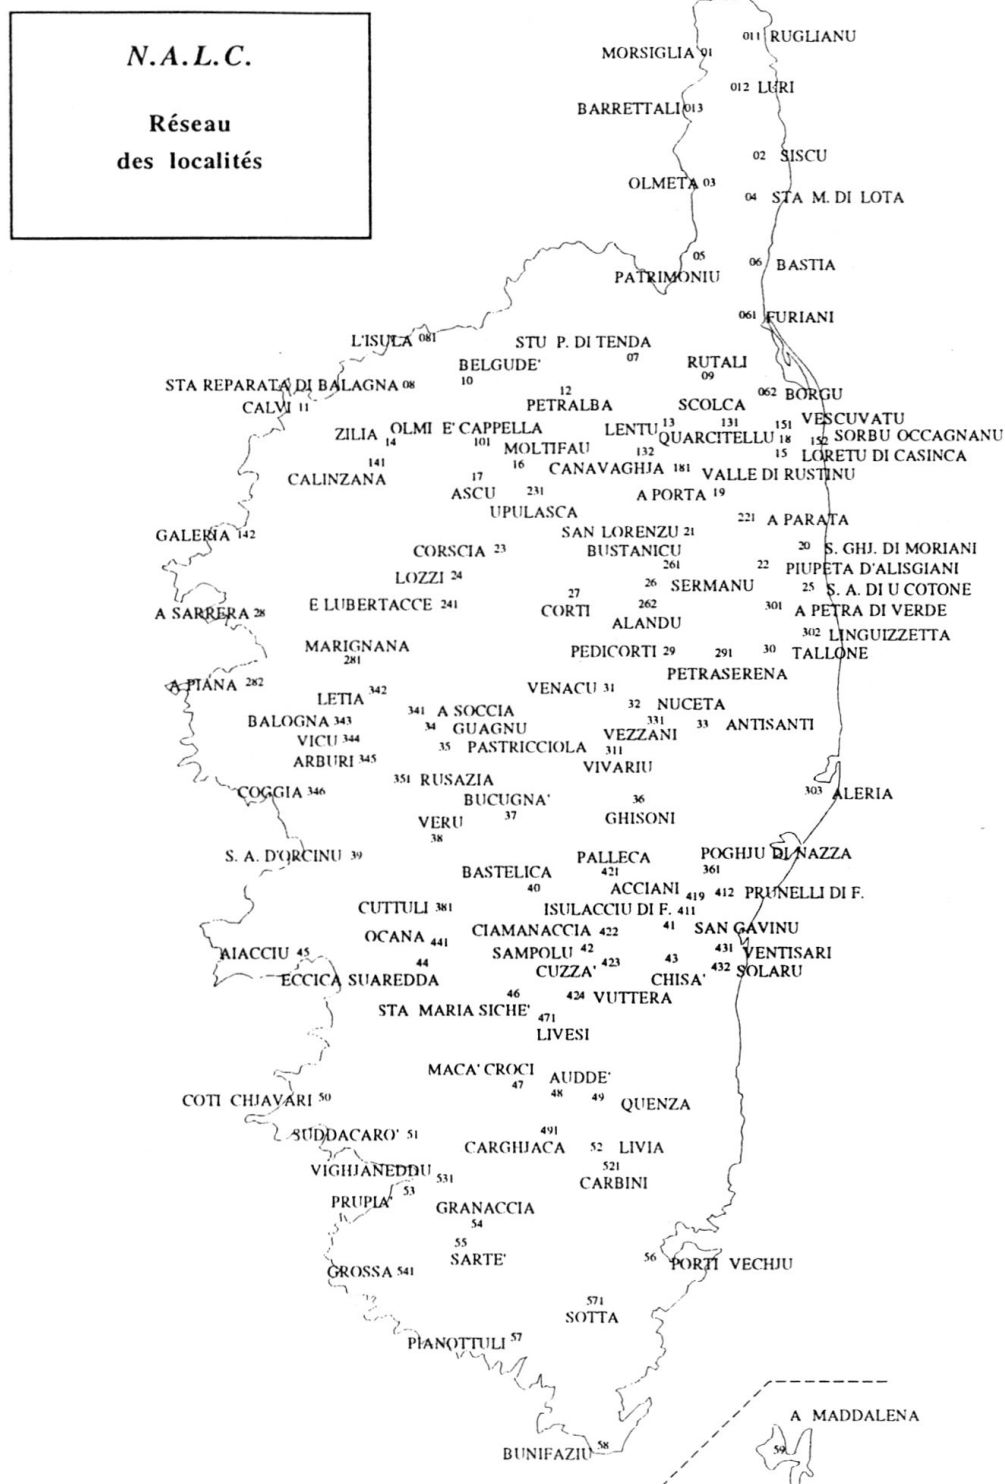 N.A.L.C.
Réseau
des localités
011 RUGLIANU
MORSIGLIA 01
012 LURI
BARRETTALI 013
02 SISCU
OLMETA 03
04 STA M. DI LOTA
05
PATRIMONIU
06 BASTIA
061 FURIANI
L'ISULA 081
STU P. DI TENDA
07
BELGUDE'
10
RUTALI
09
STA REPARATA DI BALAGNA 08
12
PETRALBA
062 BORGU
CALVI 11
SCOLCA
131
151 VESCUVATU
ZILIA 14
OLMI E' CAPPELLA
101
LENTU 13
QUARCITELLU 18
152 SORBU OCCAGNANU
MOLTIFAU
16
132
CANAVAGHJA
15 LORETU DI CASINCA
141
CALINZANA
17
ASCU
181 VALLE DI RUSTINU
231
UPULASCA
A PORTA 19
221 A PARATA
GALERIA 142
SAN LORENZU 21
CORSCIA 23
BUSTANICU
261
20 S. GHJ. DI MORIANI
22 PIUPETA D'ALISGIANI
LOZZI 24
26 SERMANU
25 S. A. DI U COTONE
27
CORTI
262
ALANDU
A SARRERA 28
E LUBERTACCE 241
301 A PETRA DI VERDE
302 LINGUIZZETTA
MARIGNANA
281
PEDICORTI 29
291
PETRASERENA
30 TALLONE
A PIANA 282
LETIA 342
VENACU 31
32 NUCETA
341 A SOCCIA
BALOGNA 343
34 GUAGNU
331
VEZZANI
33 ANTISANTI
VICU 344
35 PASTRICCIOLA
311
VIVARIU
ARBURI 345
351 RUSAZIA
COGGIA 346
BUCUGNA'
37
36
GHISONI
303 ALERIA
VERU
38
S. A. D'ORCINU 39
PALLECA
421
POGHJU DI NAZZA
361
BASTELICA
40
ACCIANI 419
412 PRUNELLI DI F.
CUTTULI 381
ISULACCIU DI F. 411
OCANA 441
CIAMANACCIA 422
41 SAN GAVINU
AIACCIU 45
SAMPOLU 42
431 VENTISARI
44
ECCICA SUAREDDA
CUZZA' 423
43
CHISA'
432 SOLARU
46
STA MARIA SICHE'
424 VUTTERA
471
LIVESI
MACA' CROCI
47
AUDDE'
48
49 QUENZA
COTI CHJAVARI 50
SUDDACARO' 51
491
CARGHJACA
52 LIVIA
521
CARBINI
VIGHJANEDDU 531
PRUPIA' 53
GRANACCIA
54
55
SARTE'
56 PORTI VECHJU
GROSSA 541
571
SOTTA
PIANOTTULI 57
A MADDALENA
59
BUNIFAZIU 58